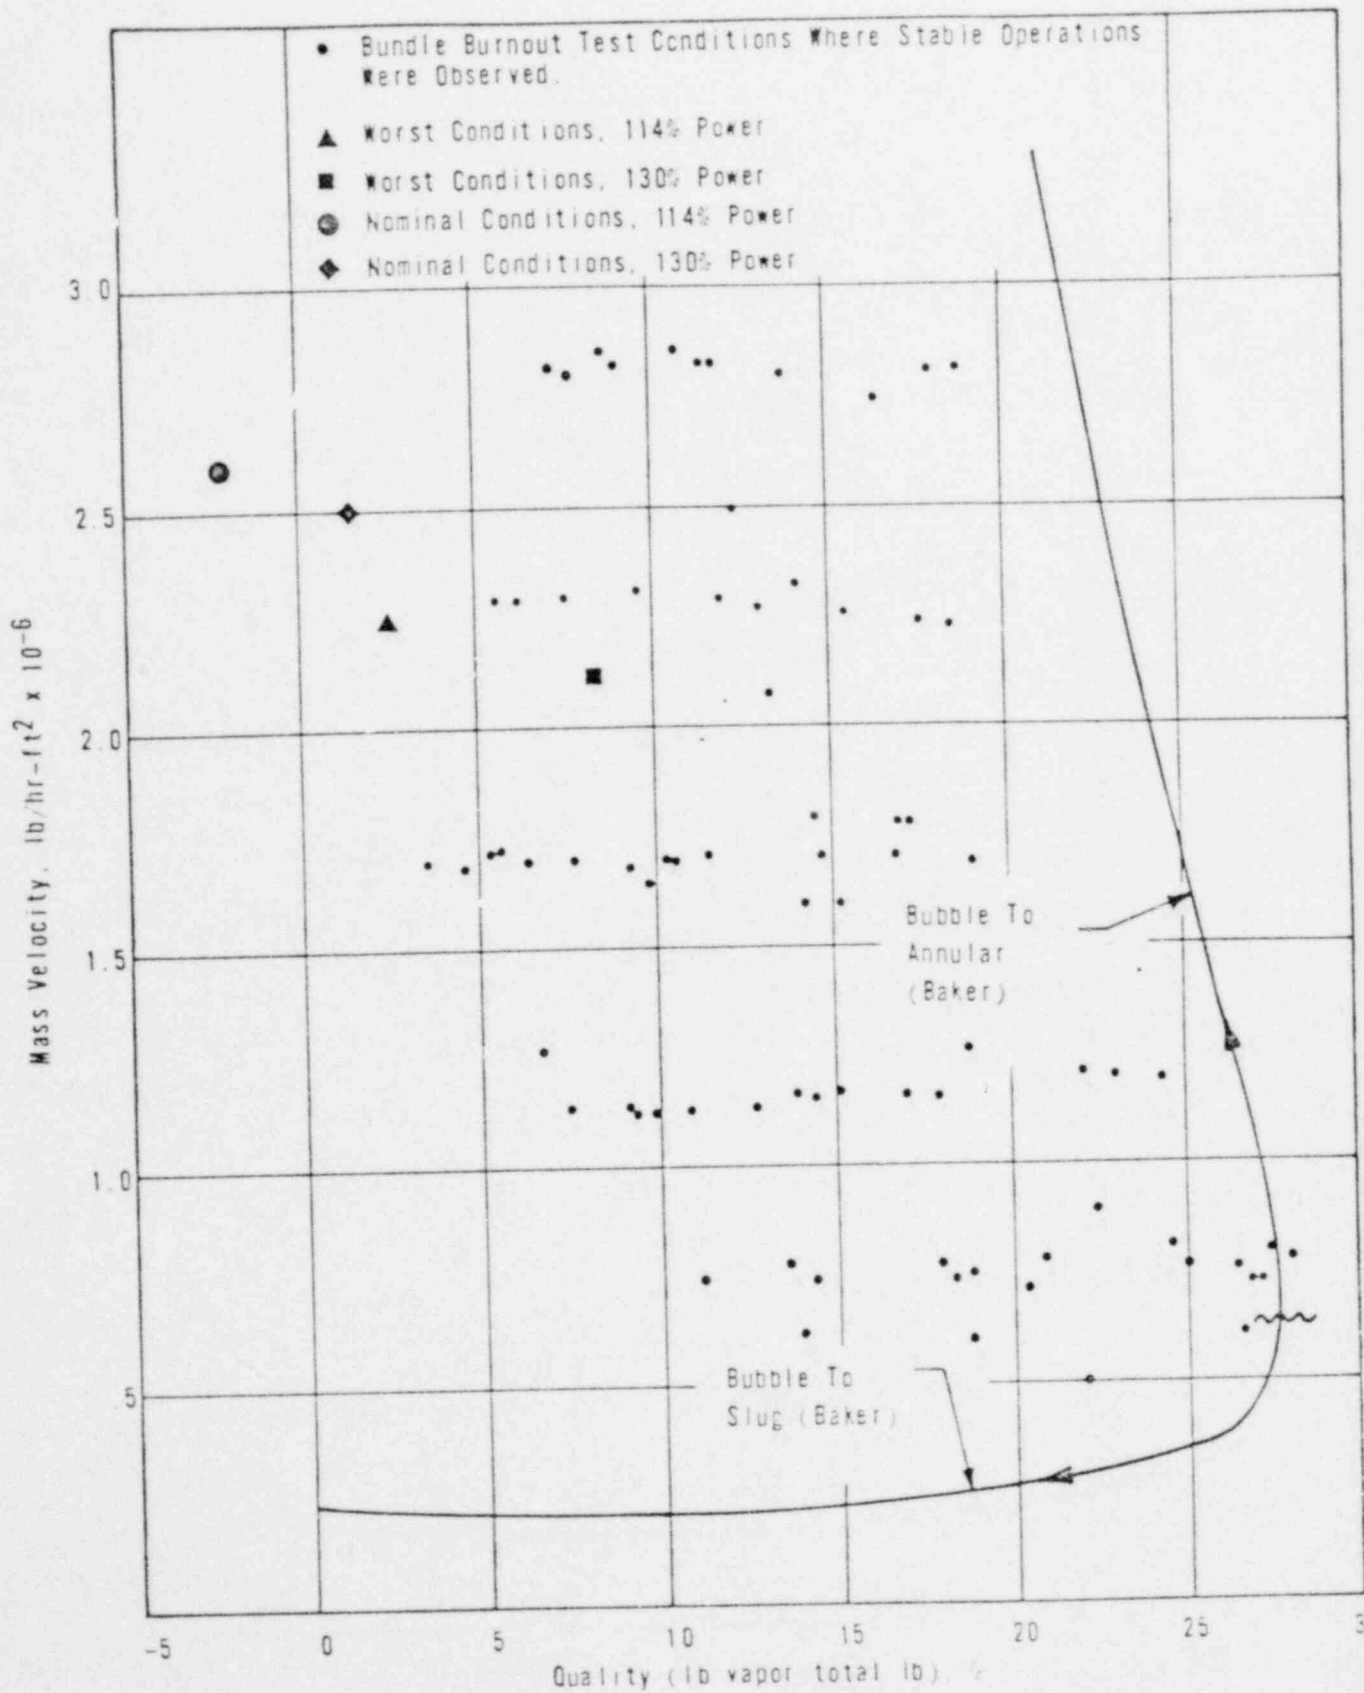 Bundle Burnout Test Conditions Where Stable Operations
Were Observed.
Worst Conditions, 114% Power
Worst Conditions, 130% Power
Nominal Conditions, 114% Power
Nominal Conditions, 130% Power
3.0
2.5
2.0
1.5
1.0
.5
Mass Velocity, lb/hr-ft² x 10⁻⁶
Bubble To
Annular
(Baker)
Bubble To
Slug (Baker)
-5
0
5
10
15
20
25
3
Quality (lb vapor total lb),